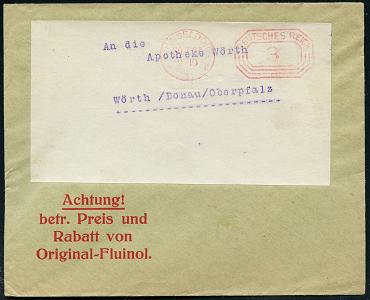 DEUTSCHES REICH
3
An die
Apotheke Wörth
Wörth /Donau/Oberpfalz
Achtung!
betr. Preis und
Rabatt von
Original-Fluinol.